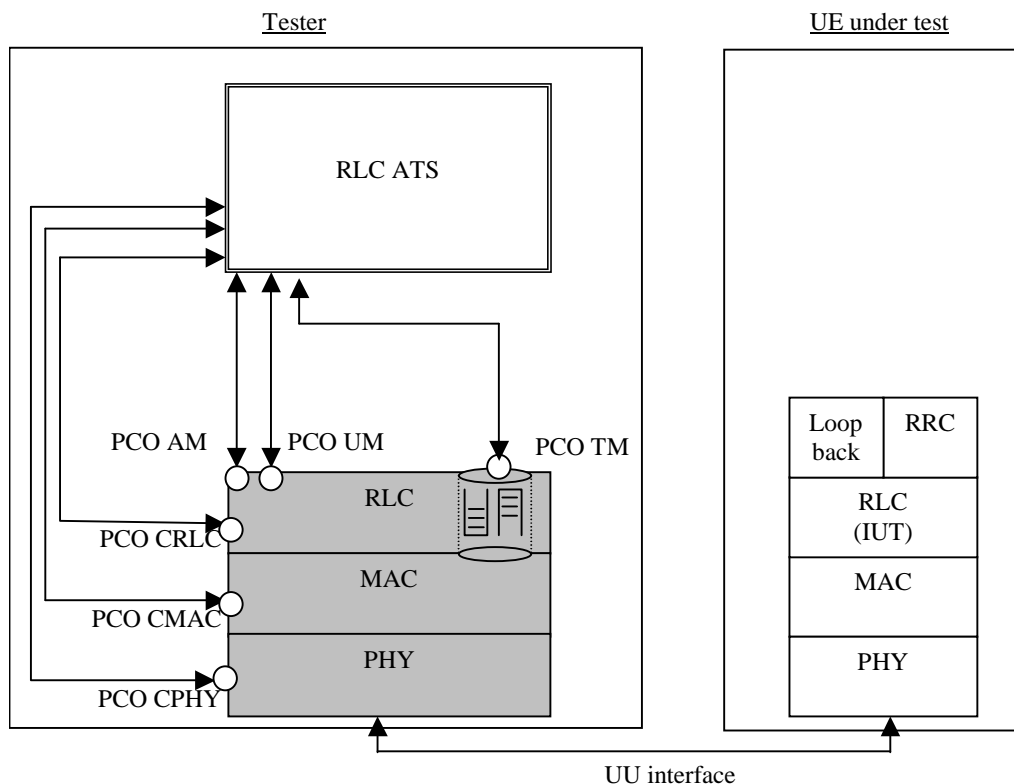 Tester
UE under test
RLC ATS
PCO AM
PCO UM
PCO TM
Loop
back
RRC
RLC
RLC
(IUT)
PCO CRLC
MAC
MAC
PCO CMAC
PHY
PHY
PCO CPHY
UU interface